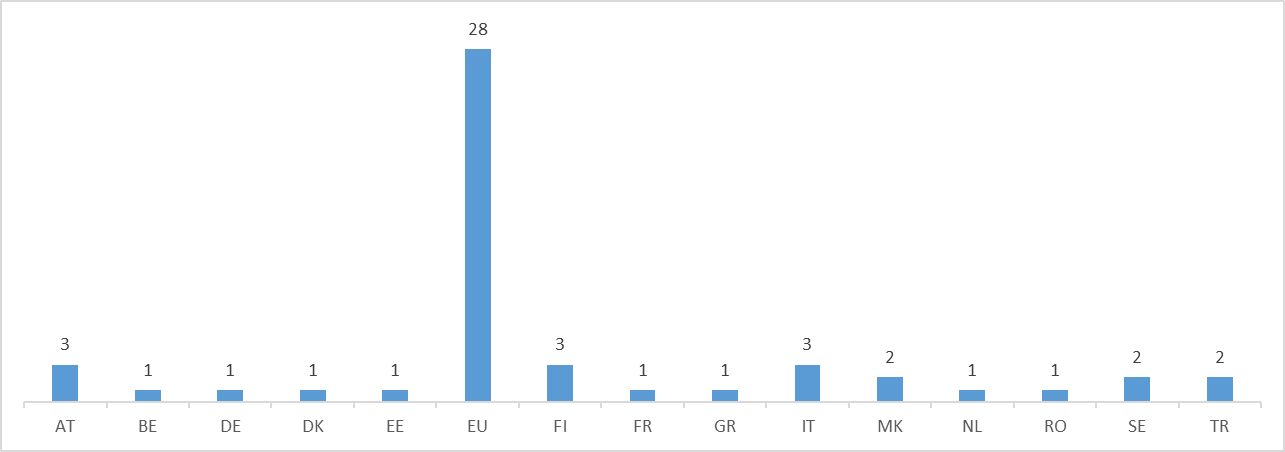 28
3 1 1 1 1 3 1 1 3 2 1 1 2 2
AT BE DE DK EE EU FI FR GR IT MK NL RO SE TR